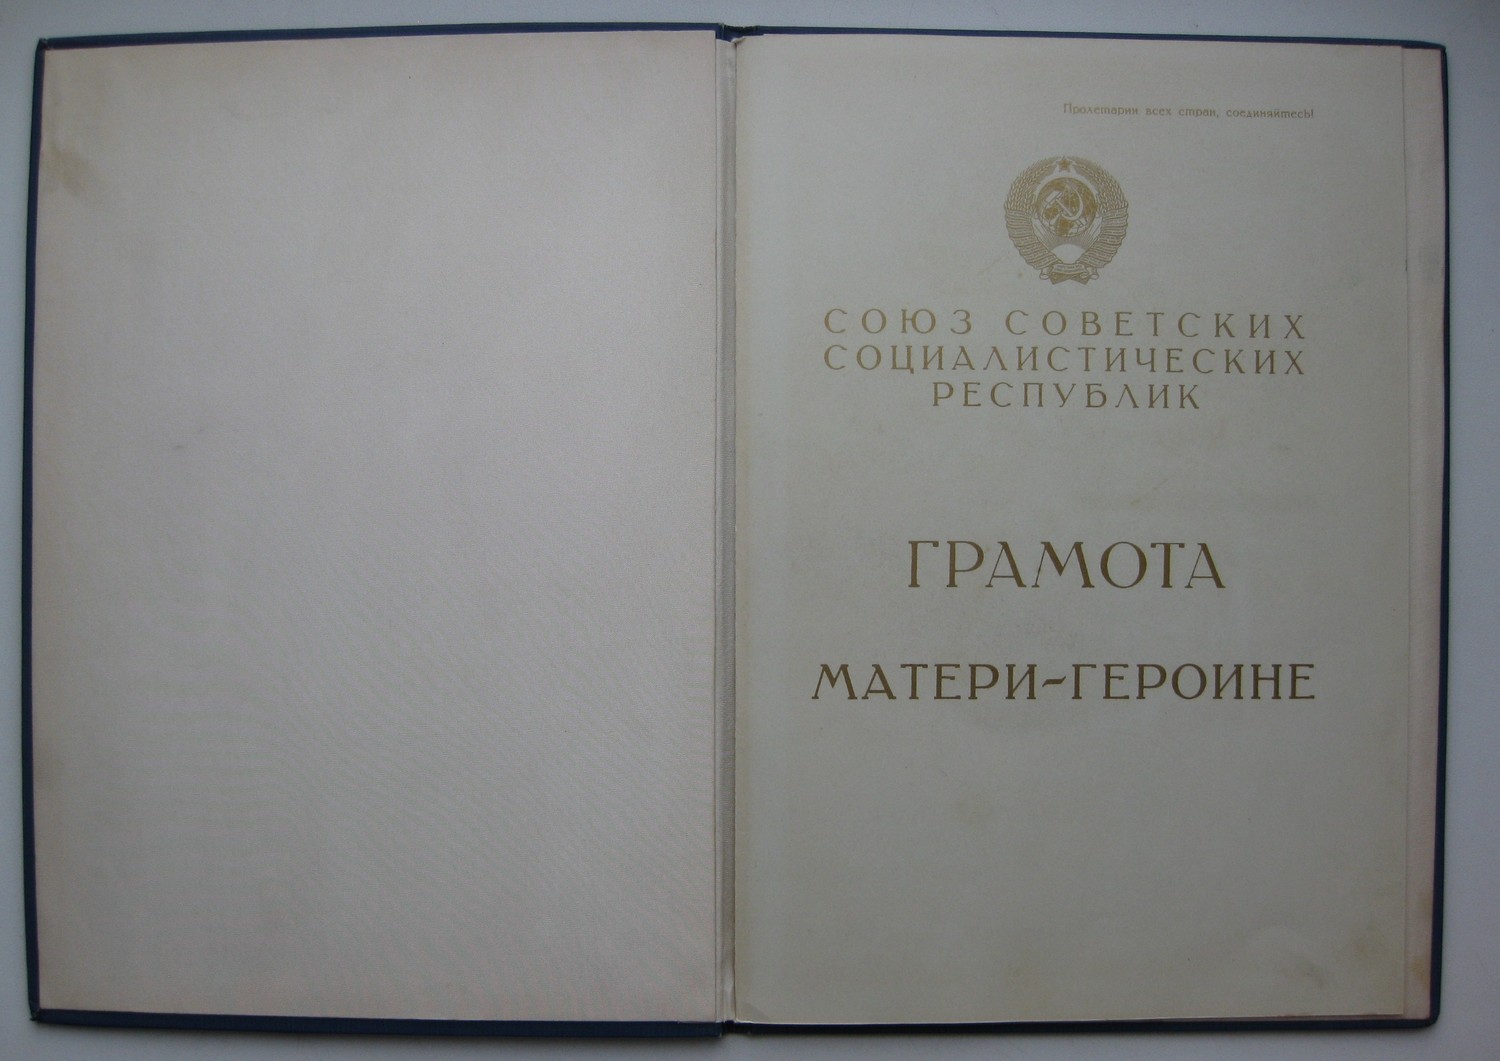 Пролетарии всех стран, соединяйтесь!
СОЮЗ СОВЕТСКИХ
СОЦИАЛИСТИЧЕСКИХ
РЕСПУБЛИК
ГРАМОТА
МАТЕРИ-ГЕРОИНЕ